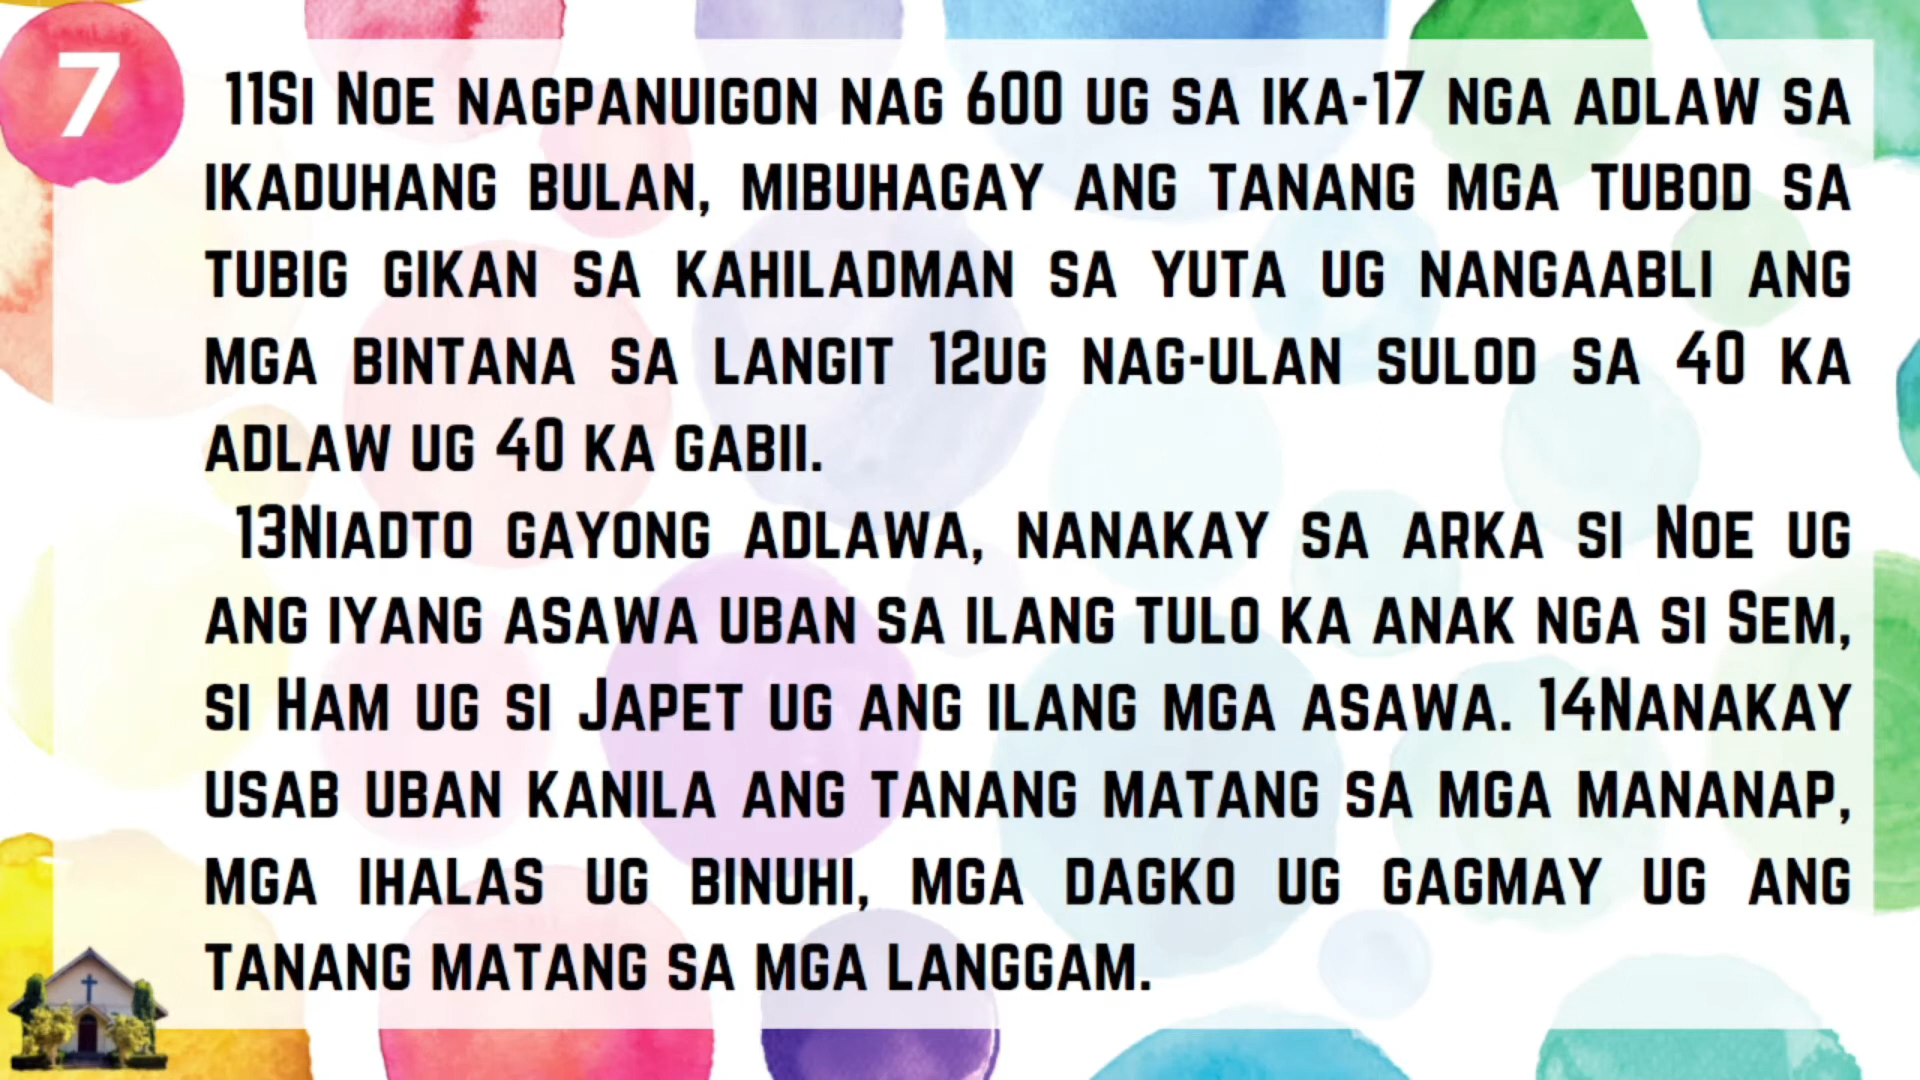 7
11Si Noe nagpanuigon nag 600 ug sa ika-17 nga adlaw sa
ikaduhang bulan, mibuhagay ang tanang mga tubod sa
tubig gikan sa kahiladman sa yuta ug nangaabli ang
mga bintana sa langit 12ug nag-ulan sulod sa 40 ka
adlaw ug 40 ka gabii.
13Niadto gayong adlawa, nanakay sa arka si Noe ug
ang iyang asawa uban sa ilang tulo ka anak nga si Sem,
si Ham ug si Japet ug ang ilang mga asawa. 14Nanakay
usab uban kanila ang tanang matang sa mga mananap,
mga ihalas ug binuhi, mga dagko ug gagmay ug ang
tanang matang sa mga langgam.